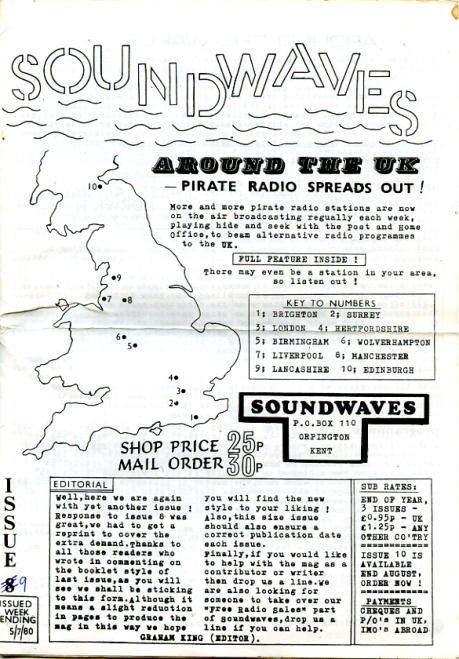 SOUNDWAVES
AROUND THE UK
— PIRATE RADIO SPREADS OUT!
More and more pirate radio stations are now
on the air broadcasting regually each week,
playing hide and seek with the Post and Home
Office,to beam alternative radio programmes
to the UK.
FULL FEATURE INSIDE !
There may even be a station in your area,
so listen out !
10
9
7
8
6
5
4
3
2
1
KEY TO NUMBERS
1; BRIGHTON 2; SURREY
3; LONDON 4; HERTFORDSHIRE
5; BIRMINGHAM 6; WOLVERHAMPTON
7; LIVERPOOL 8; MANCHESTER
9; LANCASHIRE 10; EDINBURGH
SOUNDWAVES
P.O.BOX 110
ORPINGTON
KENT
SHOP PRICE 25P
MAIL ORDER 30P
ISSUE
8
9
ISSUED
WEEK
ENDING
5/7/80
EDITORIAL
Well,here we are again
with yet another issue !
Response to issue 8 was
great,we had to get a
reprint to cover the
extra demand.Thanks to
all those readers who
wrote in commenting on
the booklet style of
last issue,as you will
see we shall be sticking
to this form.Although it
means a slight reduction
in pages to produce the
mag in this way we hope
you will find the new
style to your liking !
Also,this size issue
should also ensure a
correct publication date
each issue.
Finally,if you would like
to help with the mag as a
contributor or writer
then drop us a line.we
are also looking for
someone to take over our
"Free Radio Sales" part
of Soundwaves,drop us a
line if you can help.
GRAHAM KING (EDITOR).
SUB RATES:
END OF YEAR,
3 ISSUES -
£0.95p - UK
£1.25p - ANY
OTHER CO'TRY
ISSUE 10 IS
AVAILABLE
END AUGUST,
ORDER NOW !
PAYMENTS
CHEQUES AND
P/O's IN UK,
IMO's ABROAD